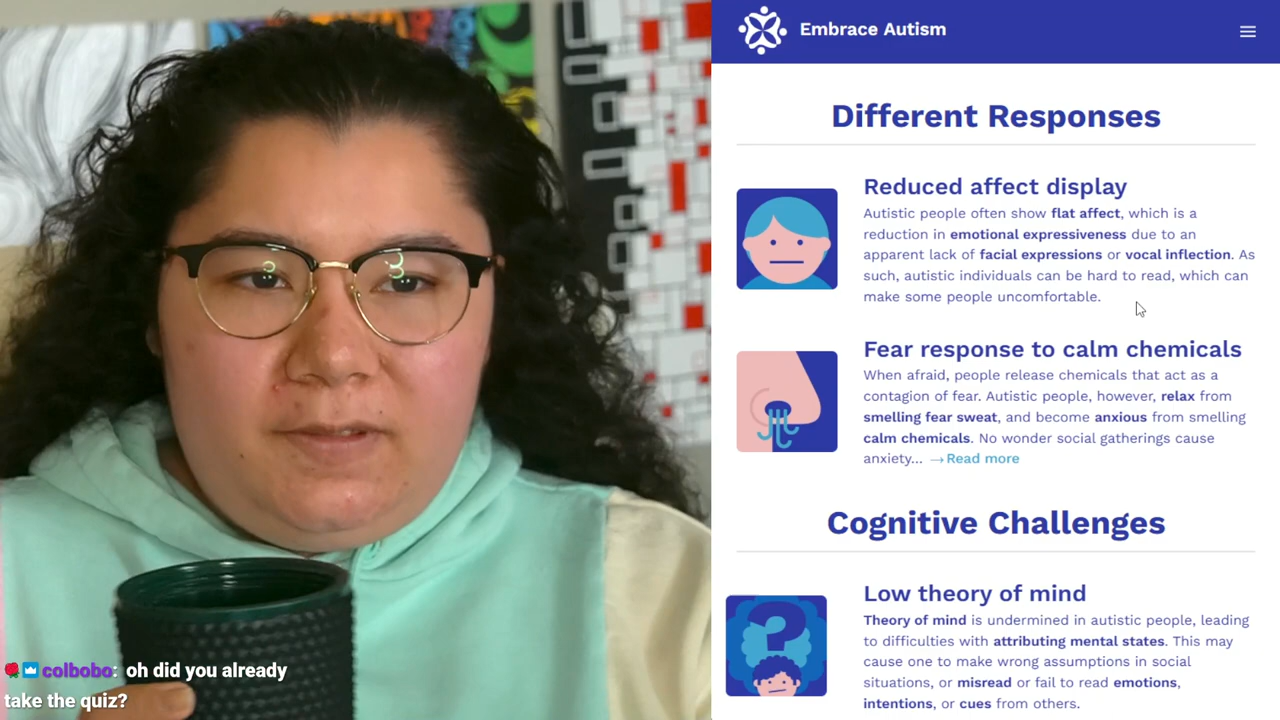 Embrace Autism
Different Responses
Reduced affect display
Autistic people often show flat affect, which is a
reduction in emotional expressiveness due to an
apparent lack of facial expressions or vocal inflection. As
such, autistic individuals can be hard to read, which can
make some people uncomfortable.
Fear response to calm chemicals
When afraid, people release chemicals that act as a
contagion of fear. Autistic people, however, relax from
smelling fear sweat, and become anxious from smelling
calm chemicals. No wonder social gatherings cause
anxiety... →Read more
Cognitive Challenges
Low theory of mind
Theory of mind is undermined in autistic people, leading
to difficulties with attributing mental states. This may
cause one to make wrong assumptions in social
situations, or misread or fail to read emotions,
intentions, or cues from others.
?
colbobo: oh did you already
take the quiz?